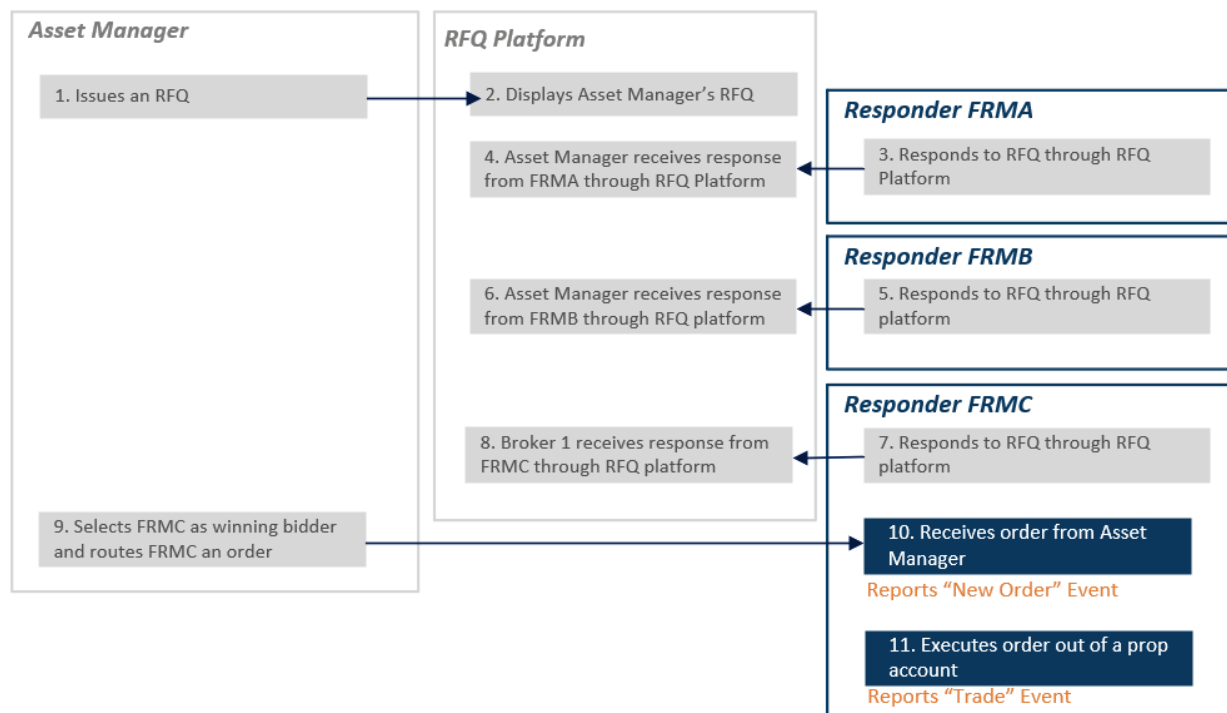 Asset Manager
RFQ Platform
1. Issues an RFQ
2. Displays Asset Manager's RFQ
Responder FRMA
3. Responds to RFQ through RFQ
Platform
4. Asset Manager receives response
from FRMA through RFQ Platform
Responder FRMB
5. Responds to RFQ through RFQ
platform
6. Asset Manager receives response
from FRMB through RFQ platform
Responder FRMC
7. Responds to RFQ through RFQ
platform
8. Broker 1 receives response from
FRMC through RFQ platform
9. Selects FRMC as winning bidder
and routes FRMC an order
10. Receives order from Asset
Manager
Reports “New Order” Event
11. Executes order out of a prop
account
Reports “Trade” Event